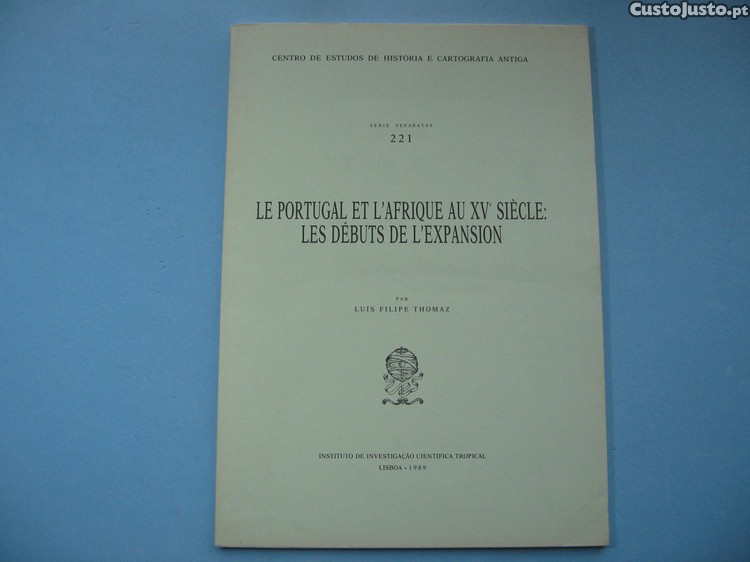 CustoJusto.pt
CENTRO DE ESTUDOS DE HISTÓRIA E CARTOGRAFIA ANTIGA
SÉRIE SEPARATAS
221
LE PORTUGAL ET L'AFRIQUE AU XVe SIÈCLE:
LES DÉBUTS DE L'EXPANSION
PAR
LUÍS FILIPE THOMAZ
INSTITUTO DE INVESTIGAÇÃO CIENTÍFICA TROPICAL
LISBOA • 1989